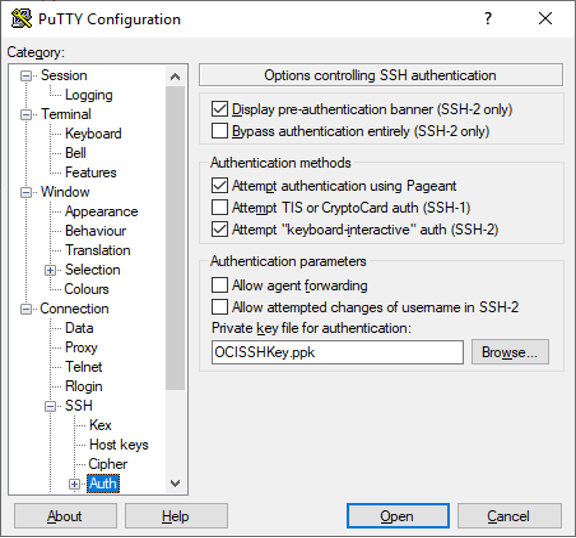 PuTTY Configuration
?
Category:
Session
Logging
Terminal
Keyboard
Bell
Features
Window
Appearance
Behaviour
Translation
Selection
Colours
Connection
Data
Proxy
Telnet
Rlogin
SSH
Kex
Host keys
Cipher
Auth
Options controlling SSH authentication
Display pre-authentication banner (SSH-2 only)
Bypass authentication entirely (SSH-2 only)
Authentication methods
Attempt authentication using Pageant
Attempt TIS or CryptoCard auth (SSH-1)
Attempt "keyboard-interactive" auth (SSH-2)
Authentication parameters
Allow agent forwarding
Allow attempted changes of username in SSH-2
Private key file for authentication:
OCISSHKey.ppk
Browse...
About
Help
Open
Cancel